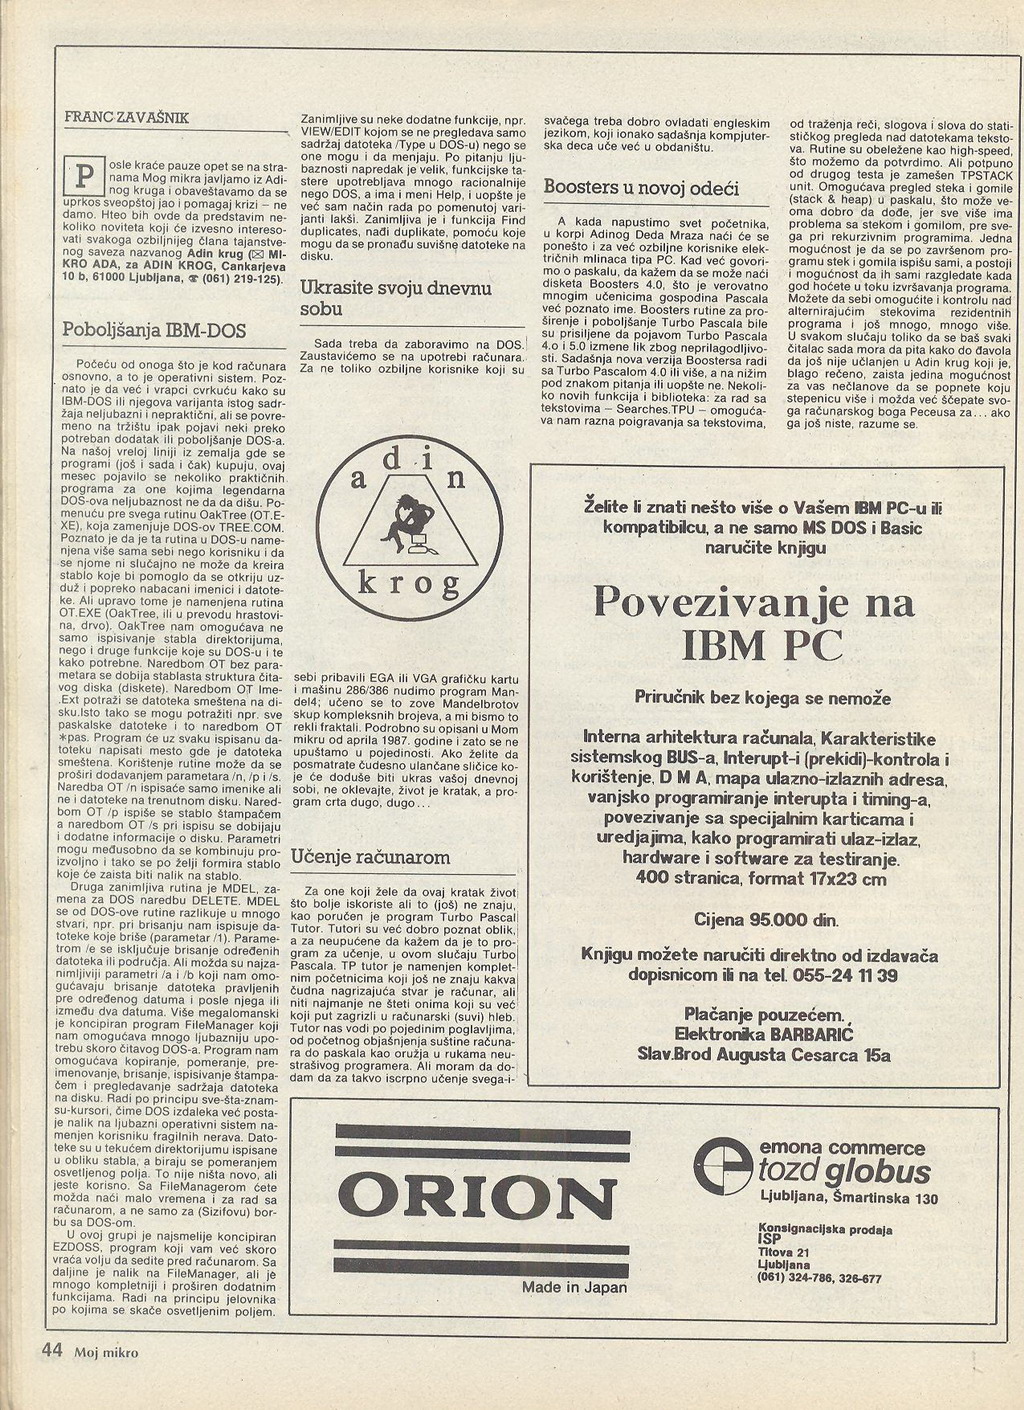 FRANC ZAVAŠNIK
Posle kraće pauze opet se na stra-
nama Mog mikra javljamo iz Adi-
nog kruga i obaveštavamo da se
uprkos sveopštoj jao i pomagaj krizi – ne
damo. Hteo bih ovde da predstavim ne-
koliko noviteta koji će izvesno intereso-
vati svakoga ozbiljnijeg člana tajanstve-
nog saveza nazvanog Adin krug (✉ MI-
KRO ADA, za ADIN KROG, Cankarjeva
10 b, 61000 Ljubljana, ☎ (061) 219-125).
Poboljšanja IBM-DOS
Počeću od onoga što je kod računara
osnovno, a to je operativni sistem. Poz-
nato je da već i vrapci cvrkuću kako su
IBM-DOS ili njegova varijanta istog sadr-
žaja neljubazni i nepraktični, ali se povre-
meno na tržištu ipak pojavi neki preko
potreban dodatak ili poboljšanje DOS-a.
Na našoj vreloj liniji iz zemalja gde se
programi (još i sada i čak) kupuju, ovaj
mesec pojavilo se nekoliko praktičnih
programa za one kojima legendarna
DOS-ova neljubaznost ne da da dišu. Po-
menuću pre svega rutinu OakTree (OT.E-
XE), koja zamenjuje DOS-ov TREE.COM.
Poznato je da je ta rutina u DOS-u name-
njena više sama sebi nego korisniku i da
se njome ni slučajno ne može da kreira
stablo koje bi pomoglo da se otkriju uz-
duž i popreko nabacani imenici i datote-
ke. Ali upravo tome je namenjena rutina
OT.EXE (OakTree, ili u prevodu hrastovi-
na, drvo). OakTree nam omogućava ne
samo ispisivanje stabla direktorijuma,
nego i druge funkcije koje su DOS-u i te
kako potrebne. Naredbom OT bez para-
metara se dobija stablasta struktura čita-
vog diska (diskete). Naredbom OT Ime-
.Ext potraži se datoteka smeštena na di-
sku.Isto tako se mogu potražiti npr. sve
paskalske datoteke i to naredbom OT
*pas. Program će uz svaku ispisanu da-
toteku napisati mesto gde je datoteka
smeštena. Korištenje rutine može da se
proširi dodavanjem parametara /n, /p i /s.
Naredba OT /n ispisaće samo imenike ali
ne i datoteke na trenutnom disku. Nared-
bom OT /p ispiše se stablo štampačem
a naredbom OT /s pri ispisu se dobijaju
i dodatne informacije o disku. Parametri
mogu međusobno da se kombinuju pro-
izvoljno i tako se po želji formira stablo
koje će zaista biti nalik na stablo.
Druga zanimljiva rutina je MDEL, za-
mena za DOS naredbu DELETE. MDEL
se od DOS-ove rutine razlikuje u mnogo
stvari, npr. pri brisanju nam ispisuje da-
toteke koje briše (parametar /1). Parame-
trom /e se isključuje brisanje određenih
datoteka ili područja. Ali možda su najza-
nimljiviji parametri /a i /b koji nam omo-
gućavaju brisanje datoteka pravljenih
pre određenog datuma i posle njega ili
između dva datuma. Više megalomanski
je koncipiran program FileManager koji
nam omogućava mnogo ljubazniju upo-
trebu skoro čitavog DOS-a. Program nam
omogućava kopiranje, pomeranje, pre-
imenovanje, brisanje, ispisivanje štampa-
čem i pregledavanje sadržaja datoteka
na disku. Radi po principu sve-šta-znam-
su-kursori, čime DOS izdaleka već posta-
je nalik na ljubazni operativni sistem na-
menjen korisniku fragilnih nerava. Dato-
teke su u tekućem direktorijumu ispisane
u obliku stabla, a biraju se pomeranjem
osvetljenog polja. To nije ništa novo, ali
jeste korisno. Sa FileManagerom ćete
možda naći malo vremena i za rad sa
računarom, a ne samo za (Sizifovu) bor-
bu sa DOS-om.
U ovoj grupi je najsmelije koncipiran
EZDOSS, program koji vam već skoro
vraća volju da sedite pred računarom. Sa
daljine je nalik na FileManager, ali je
mnogo kompletniji i proširen dodatnim
funkcijama. Radi na principu jelovnika
po kojima se skače osvetljenim poljem.
Zanimljive su neke dodatne funkcije, npr.
VIEW/EDIT kojom se ne pregledava samo
sadržaj datoteka /Type u DOS-u) nego se
one mogu i da menjaju. Po pitanju lju-
baznosti napredak je velik, funkcijske ta-
stere upotrebljava mnogo racionalnije
nego DOS, a ima i meni Help, i uopšte je
već sam način rada po pomenutoj vari-
janti lakši. Zanimljiva je i funkcija Find
duplicates, nađi duplikate, pomoću koje
mogu da se pronađu suvišne datoteke na
disku.
Ukrasite svoju dnevnu
sobu
Sada treba da zaboravimo na DOS.
Zaustavićemo se na upotrebi računara.
Za ne toliko ozbiljne korisnike koji su
adin
krog
sebi pribavili EGA ili VGA grafičku kartu
i mašinu 286/386 nudimo program Man-
del4; učeno se to zove Mandelbrotov
skup kompleksnih brojeva, a mi bismo to
rekli fraktali. Podrobno su opisani u Mom
mikru od aprila 1987. godine i zato se ne
upuštamo u pojedinosti. Ako želite da
posmatrate čudesno ulančane sličice ko-
je će doduše biti ukras vašoj dnevnoj
sobi, ne oklevajte, život je kratak, a pro-
gram crta dugo, dugo...
Učenje računarom
Za one koji žele da ovaj kratak život
što bolje iskoriste ali to (još) ne znaju,
kao poručen je program Turbo Pascal
Tutor. Tutori su već dobro poznat oblik,
a za neupućene da kažem da je to pro-
gram za učenje, u ovom slučaju Turbo
Pascala. TP tutor je namenjen komplet-
nim početnicima koji još ne znaju kakva
čudna nagrizajuća stvar je računar, ali
niti najmanje ne šteti onima koji su već
koji put zagrizli u računarski (suvi) hleb.
Tutor nas vodi po pojedinim poglavljima,
od početnog objašnjenja suštine računa-
ra do paskala kao oružja u rukama neu-
strašivog programera. Ali moram da do-
dam da za takvo iscrpno učenje svega-i-
svačega treba dobro ovladati engleskim
jezikom, koji ionako sadašnja kompjuter-
ska deca uče već u obdaništu.
Boosters u novoj odeći
A kada napustimo svet početnika,
u korpi Adinog Deda Mraza naći će se
ponešto i za već ozbiljne korisnike elek-
tričnih mlinaca tipa PC. Kad već govori-
mo o paskalu, da kažem da se može naći
disketa Boosters 4.0, što je verovatno
mnogim učenicima gospodina Pascala
već poznato ime. Boosters rutine za pro-
širenje i poboljšanje Turbo Pascala bile
su prisiljene da pojavom Turbo Pascala
4.o i 5.0 izmene lik zbog neprilagodljivo-
sti. Sadašnja nova verzija Boostersa radi
sa Turbo Pascalom 4.0 ili više, a na nižim
pod znakom pitanja ili uopšte ne. Nekoli-
ko novih funkcija i biblioteka: za rad sa
tekstovima – Searches.TPU – omoguća-
va nam razna poigravanja sa tekstovima,
od traženja reči, slogova i slova do stati-
stičkog pregleda nad datotekama teksto-
va. Rutine su obeležene kao high-speed,
što možemo da potvrdimo. Ali potpuno
od drugog testa je zamešen TPSTACK
unit. Omogućava pregled steka i gomile
(stack & heap) u paskalu, što može ve-
oma dobro da dođe, jer sve više ima
problema sa stekom i gomilom, pre sve-
ga pri rekurzivnim programima. Jedna
mogućnost je da se po završenom pro-
gramu stek i gomila ispišu sami, a postoji
i mogućnost da ih sami razgledate kada
god hoćete u toku izvršavanja programa.
Možete da sebi omogućite i kontrolu nad
alternirajućim stekovima rezidentnih
programa i još mnogo, mnogo više.
U svakom slučaju toliko da se baš svaki
čitalac sada mora da pita kako do đavola
da još nije učlanjen u Adin krug koji je,
blago rečeno, zaista jedina mogućnost
za vas nečlanove da se popnete koju
stepenicu više i možda već ščepate svo-
ga računarskog boga Peceusa za... ako
ga još niste, razume se.
Želite li znati nešto više o Vašem IBM PC-u ili
kompatibilcu, a ne samo MS DOS i Basic
naručite knjigu
Povezivanje na
IBM PC
Priručnik bez kojega se nemože
Interna arhitektura računala, Karakteristike
sistemskog BUS-a, Interupt-i (prekidi)-kontrola i
korištenje, D M A, mapa ulazno-izlaznih adresa,
vanjsko programiranje interupta i timing-a,
povezivanje sa specijalnim karticama i
uredjajima, kako programirati ulaz-izlaz,
hardware i software za testiranje.
400 stranica, format 17x23 cm
Cijena 95.000 din.
Knjigu možete naručiti direktno od izdavača
dopisnicom ili na tel. 055-24 11 39
Plačanje pouzećem.
Elektronika BARBARIĆ
Slav.Brod Augusta Cesarca 15a
ORION
Made in Japan
emona commerce
tozd globus
Ljubljana, Šmartinska 130
Konsignacijska prodaja
ISP
Titova 21
Ljubljana
(061) 324-786, 326-677
44 Moj mikro